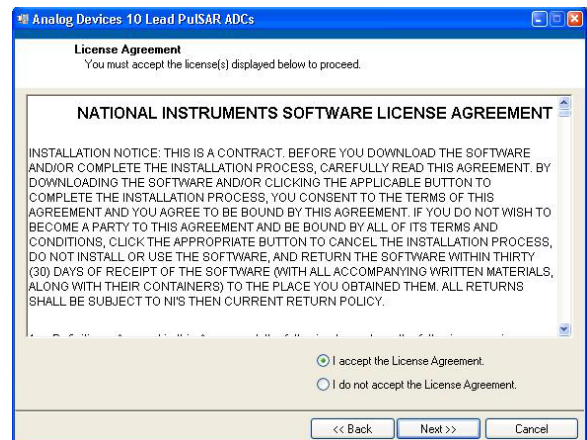 Analog Devices 10 Lead PulSAR ADCs
License Agreement
You must accept the license(s) displayed below to proceed.
NATIONAL INSTRUMENTS SOFTWARE LICENSE AGREEMENT
INSTALLATION NOTICE: THIS IS A CONTRACT. BEFORE YOU DOWNLOAD THE SOFTWARE
AND/OR COMPLETE THE INSTALLATION PROCESS, CAREFULLY READ THIS AGREEMENT. BY
DOWNLOADING THE SOFTWARE AND/OR CLICKING THE APPLICABLE BUTTON TO
COMPLETE THE INSTALLATION PROCESS, YOU CONSENT TO THE TERMS OF THIS
AGREEMENT AND YOU AGREE TO BE BOUND BY THIS AGREEMENT. IF YOU DO NOT WISH TO
BECOME A PARTY TO THIS AGREEMENT AND BE BOUND BY ALL OF ITS TERMS AND
CONDITIONS, CLICK THE APPROPRIATE BUTTON TO CANCEL THE INSTALLATION PROCESS,
DO NOT INSTALL OR USE THE SOFTWARE, AND RETURN THE SOFTWARE WITHIN THIRTY
(30) DAYS OF RECEIPT OF THE SOFTWARE (WITH ALL ACCOMPANYING WRITTEN MATERIALS,
ALONG WITH THEIR CONTAINERS) TO THE PLACE YOU OBTAINED THEM. ALL RETURNS
SHALL BE SUBJECT TO NI'S THEN CURRENT RETURN POLICY.
I accept the License Agreement.
I do not accept the License Agreement.
<< Back Next >> Cancel